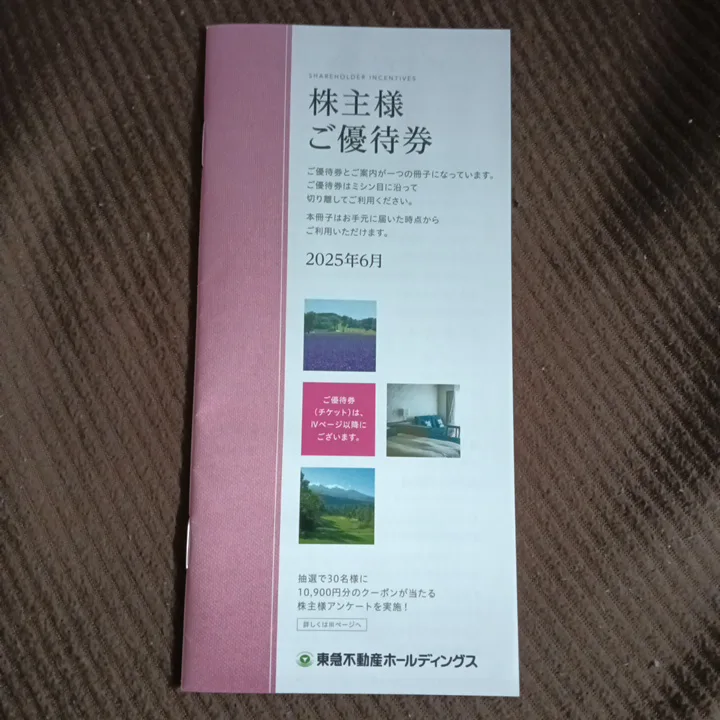 SHAREHOLDER INCENTIVES
株主様
ご優待券
ご優待券とご案内が一つの冊子になっています。
ご優待券はミシン目に沿って
切り離してご利用ください。
本冊子はお手元に届いた時点から
ご利用いただけます。
2025年6月
ご優待券
(チケット)は、
Ⅳページ以降に
ございます。
抽選で30名様に
10,900円分のクーポンが当たる
株主様アンケートを実施!
詳しくはⅢページへ
東急不動産ホールディングス